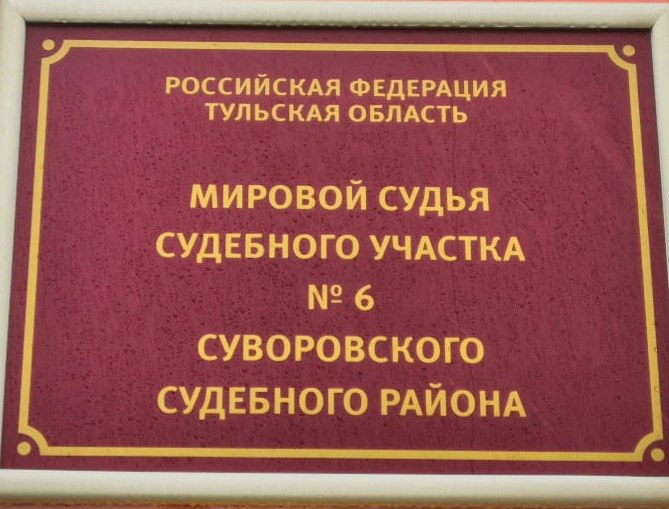 РОССИЙСКАЯ ФЕДЕРАЦИЯ
ТУЛЬСКАЯ ОБЛАСТЬ
МИРОВОЙ СУДЬЯ
СУДЕБНОГО УЧАСТКА
№ 6
СУВОРОВСКОГО
СУДЕБНОГО РАЙОНА